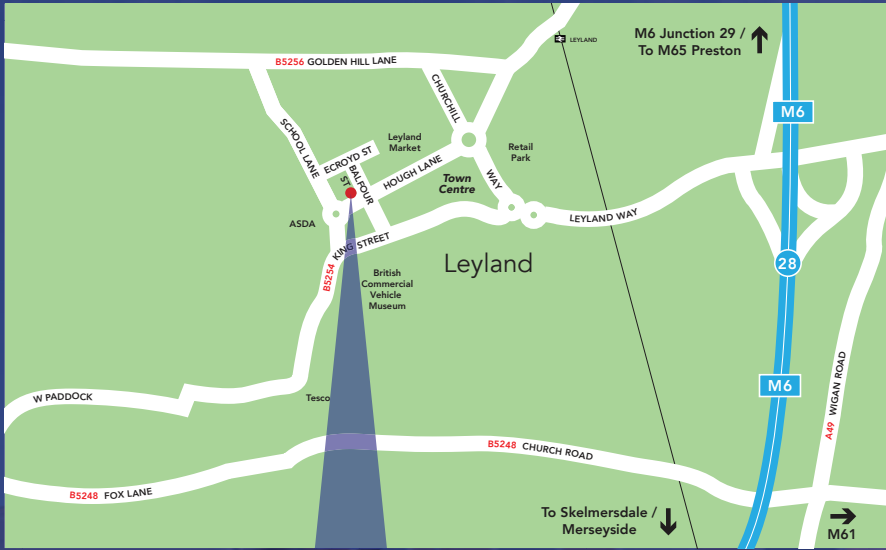 M6 Junction 29 /
To M65 Preston
LEYLAND
B5256 GOLDEN HILL LANE
CHURCHILL
WAY
M6
SCHOOL LANE
ECROYD ST
Leyland
Market
Retail
Park
BALFOUR
ST
HOUGH LANE
Town
Centre
ASDA
LEYLAND WAY
KING STREET
B5254
Leyland
28
British
Commercial
Vehicle
Museum
M6
A49 WIGAN ROAD
W PADDOCK
Tesco
B5248 CHURCH ROAD
B5248 FOX LANE
To Skelmersdale /
Merseyside
M61